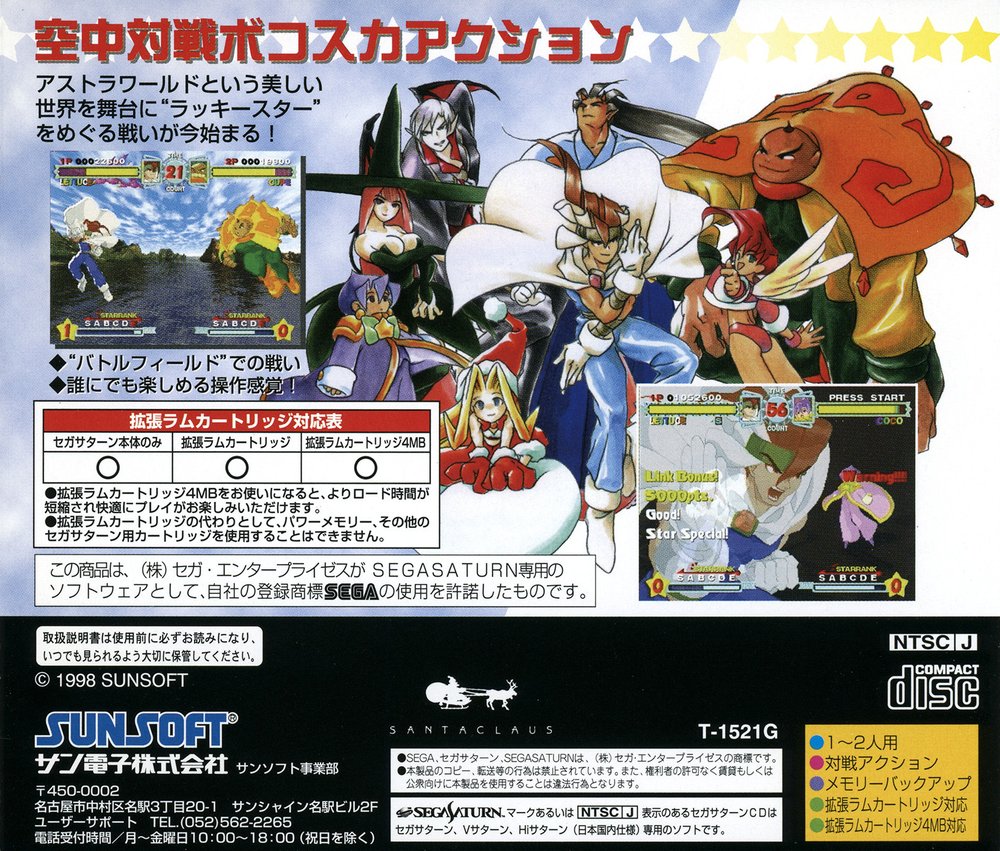 空中対戦ボコスカアクション
アストラワールドという美しい
世界を舞台に“ラッキースター”
をめぐる戦いが今始まる！
1P 00022600
TIME
21
COUNT
2P 00019300
LETTUCE
STARRANK
SABCD
1
STARRANK
SABCD
0
◆“バトルフィールド”での戦い
◆誰にでも楽しめる操作感覚！
拡張ラムカートリッジ対応表
セガサターン本体のみ 拡張ラムカートリッジ 拡張ラムカートリッジ4MB
○ ○ ○
●拡張ラムカートリッジ4MBをお使いになると、よりロード時間が
短縮され快適にプレイがお楽しみいただけます。
●拡張ラムカートリッジの代わりとして、パワーメモリー、その他の
セガサターン用カートリッジを使用することはできません。
この商品は、（株）セガ・エンタープライゼスがSEGASATURN専用の
ソフトウェアとして、自社の登録商標SEGAの使用を許諾したものです。
1P 01052600
TIME
56
COUNT
PRESS START
LETTUCE S
COCO
Link Bonus!
5000pts.
Good!
Star Special!
Warning!!!
STARRANK
SABCDE
0
STARRANK
SABCDE
0
取扱説明書は使用前に必ずお読みになり、
いつでも見られるよう大切に保管してください。
© 1998 SUNSOFT
SUNSOFT®
サン電子株式会社 サンソフト事業部
〒450-0002
名古屋市中村区名駅3丁目20-1 サンシャイン名駅ビル2F
ユーザーサポート TEL.(052)562-2265
電話受付時間／月～金曜日10:00～18:00（祝日を除く）
SANTACLAUS
T-1521G
●SEGA、セガサターン、SEGASATURNは、（株）セガ・エンタープライゼスの商標です。
●本製品のコピー、転送等の行為は禁止されています。また、権利者の許可なく賃貸もしくは
公衆向けに本製品を使用することは違法行為となります。
SEGASATURN.マークあるいは NTSC J 表示のあるセガサターンCDは
セガサターン、Vサターン、Hiサターン（日本国内仕様）専用のソフトです。
NTSC J
COMPACT
disc
●1～2人用
●対戦アクション
●メモリーバックアップ
●拡張ラムカートリッジ対応
●拡張ラムカートリッジ4MB対応